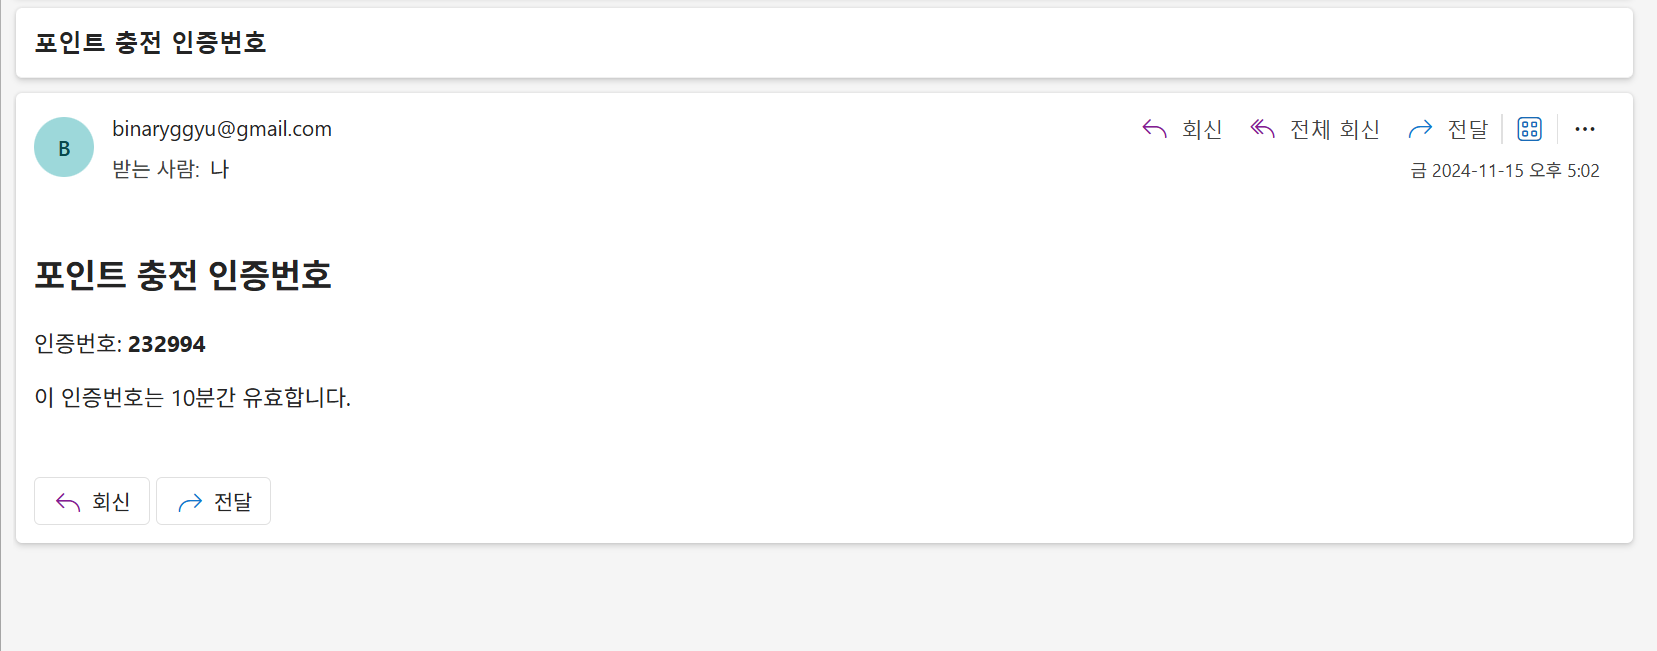 포인트 충전 인증번호
B
binaryggyu@gmail.com
받는 사람: 나
회신
전체 회신
전달
금 2024-11-15 오후 5:02
포인트 충전 인증번호
인증번호: 232994
이 인증번호는 10분간 유효합니다.
회신
전달